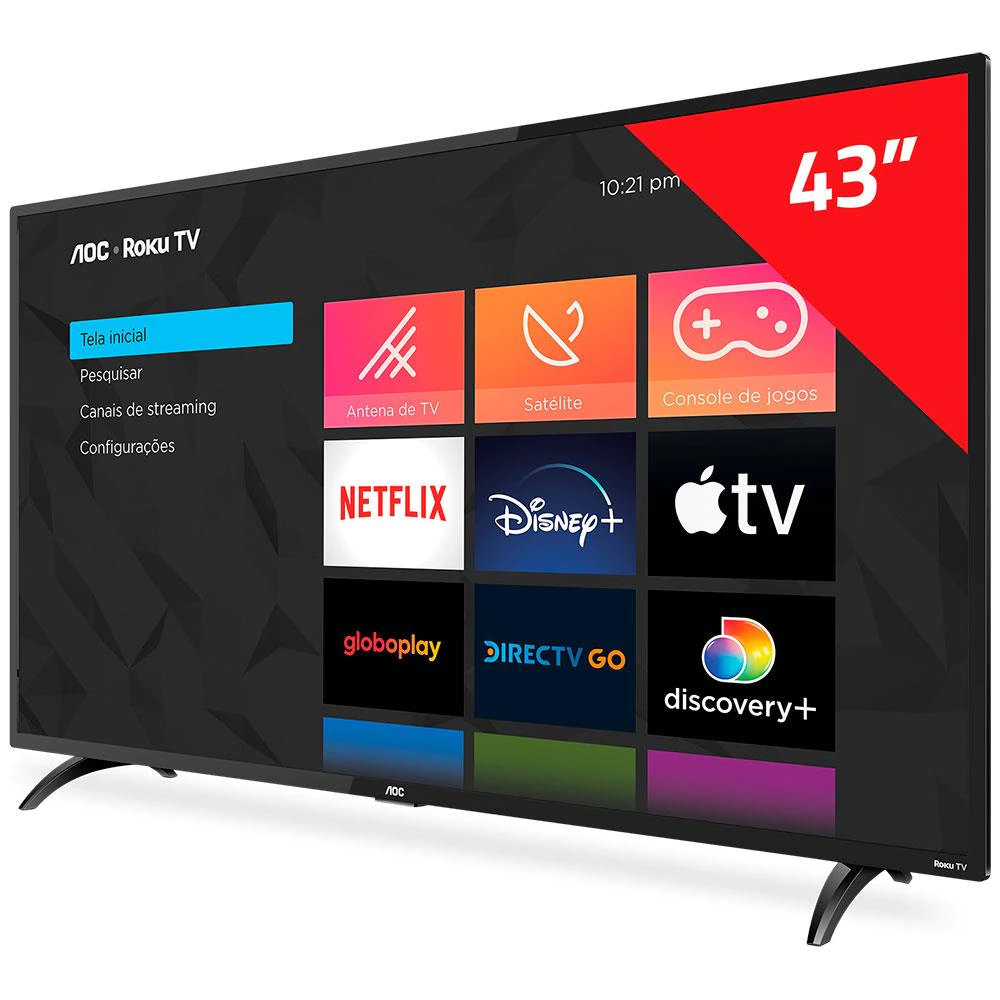 43"
10:21 pm
AOC • Roku TV
Tela inicial
Pesquisar
Canais de streaming
Configurações
Antena de TV
Satélite
Console de jogos
NETFLIX
Disney+
tv
globoplay
DIRECTV GO
discovery+
AOC
Roku TV